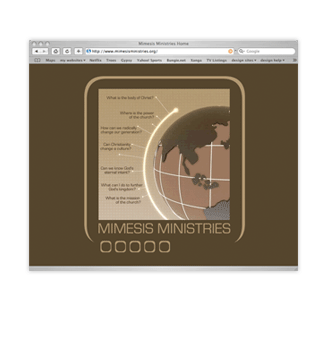 Mimesis Ministries Home
http://www.mimesisministries.org/
Google
Maps my websites Netflix Trees Gypsy Yahoo! Sports Rangle.net Kanga TV Listings design sites design help
What is the body of Christ?
Where is the power
of the church?
How can we radically
change our generation?
Can Christianity
change a culture?
Can we know God's
eternal intent?
What can I do to further
God's kingdom?
What is the mission
of the church?
MIMESIS MINISTRIES